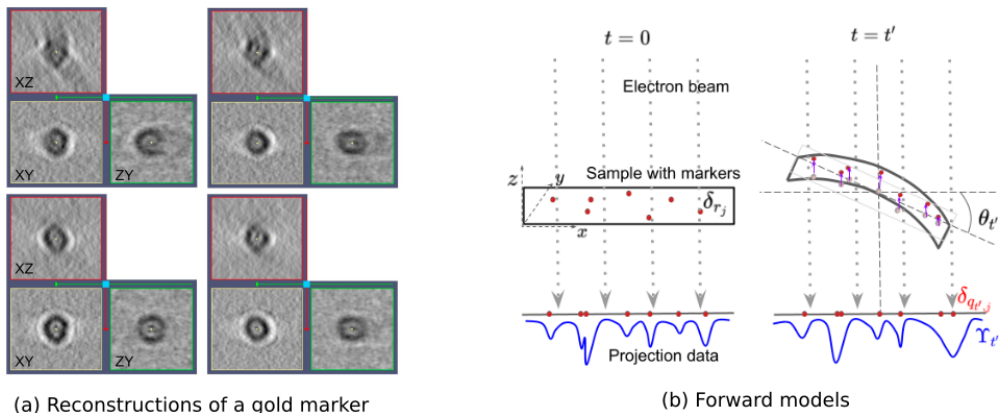 XZ
XY
ZY
XZ
XY
ZY
(a) Reconstructions of a gold marker
t = 0
t = t′
Electron beam
Sample with markers
z
y
x
δ_{r_j}
θ_{t′}
δ_{q_{t′,j}}
Υ_{t′}
Projection data
(b) Forward models